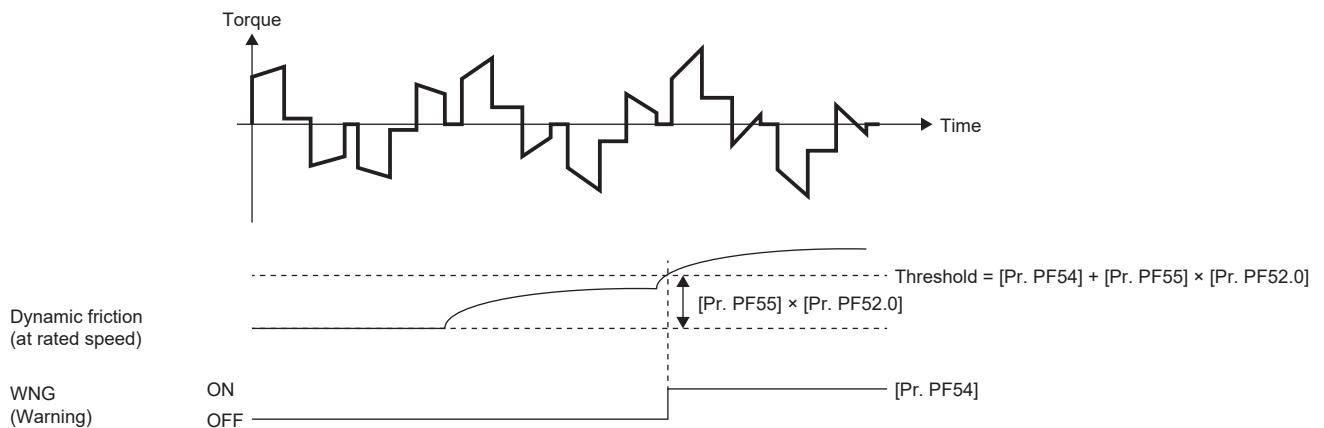 Torque
Time
Threshold = [Pr. PF54] + [Pr. PF55] × [Pr. PF52.0]
[Pr. PF55] × [Pr. PF52.0]
Dynamic friction
(at rated speed)
WNG
(Warning)
ON
OFF
[Pr. PF54]